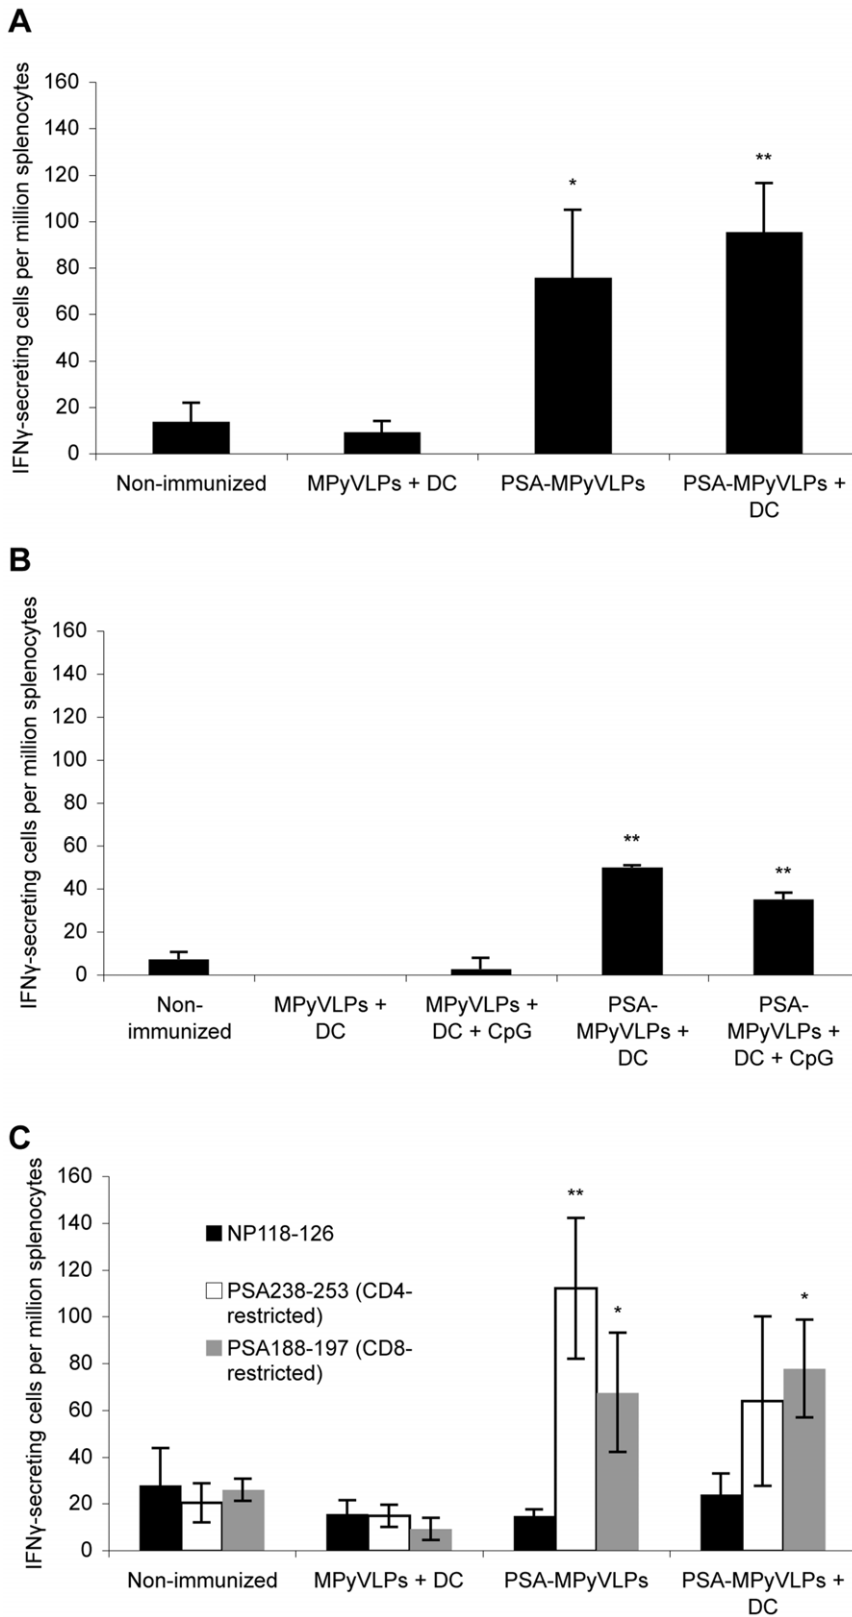 A
IFNγ-secreting cells per million splenocytes
160
140
120
100
80
60
40
20
0
*
**
Non-immunized
MPyVLPs + DC
PSA-MPyVLPs
PSA-MPyVLPs +
DC
B
IFNγ-secreting cells per million splenocytes
160
140
120
100
80
60
40
20
0
**
**
Non-
immunized
MPyVLPs +
DC
MPyVLPs +
DC + CpG
PSA-
MPyVLPs +
DC
PSA-
MPyVLPs +
DC + CpG
C
IFNγ-secreting cells per million splenocytes
160
140
120
100
80
60
40
20
0
NP118-126
PSA238-253 (CD4-
restricted)
PSA188-197 (CD8-
restricted)
**
*
*
Non-immunized
MPyVLPs + DC
PSA-MPyVLPs
PSA-MPyVLPs +
DC